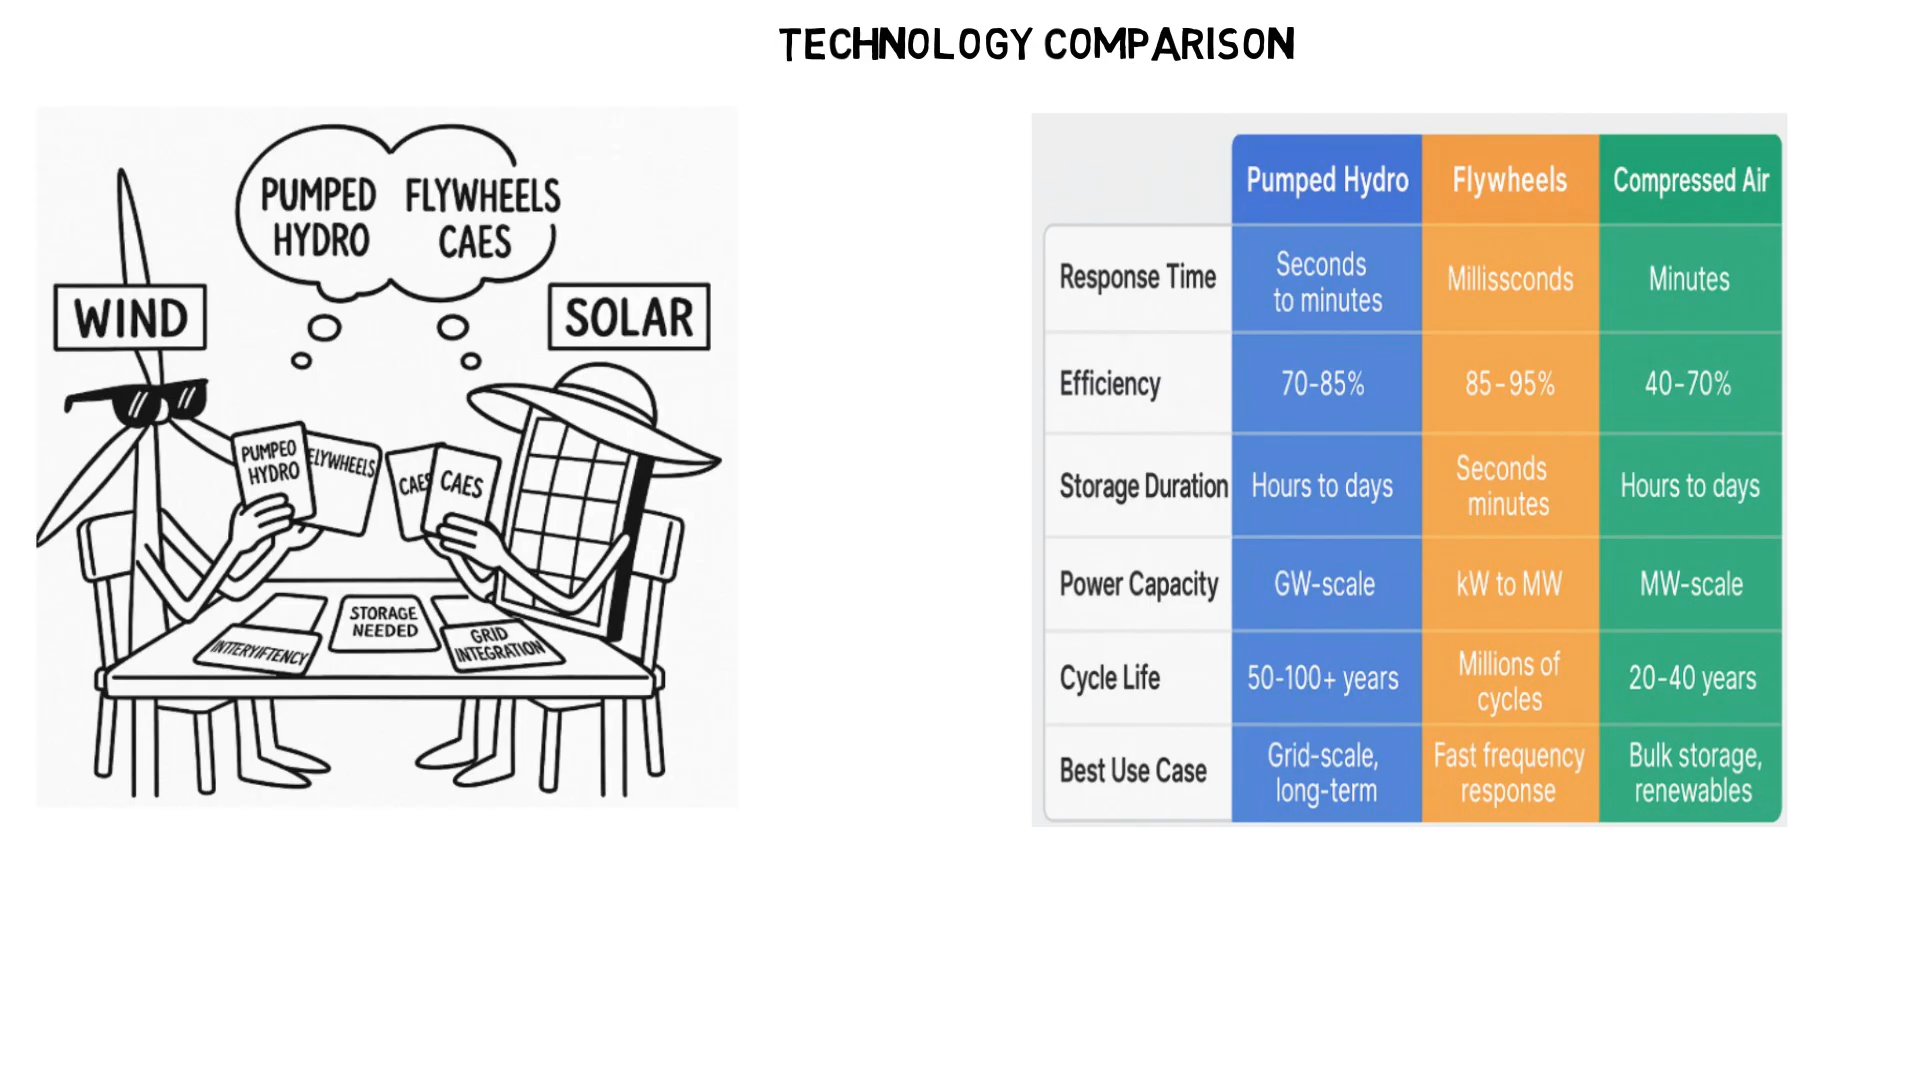 TECHNOLOGY COMPARISON
PUMPED FLYWHEELS
HYDRO CAES
WIND
SOLAR
PUMPEO
HYDRO
ELYWHEELS
CAES
CAES
STORAGE
NEEDED
INTERYIFTENCY
GRID
INTEGRATION
Pumped Hydro Flywheels Compressed Air
Response Time Seconds to minutes Millissconds Minutes
Efficiency 70-85% 85-95% 40-70%
Storage Duration Hours to days Seconds minutes Hours to days
Power Capacity GW-scale kW to MW MW-scale
Cycle Life 50-100+ years Millions of cycles 20-40 years
Best Use Case Grid-scale, long-term Fast frequency response Bulk storage, renewables